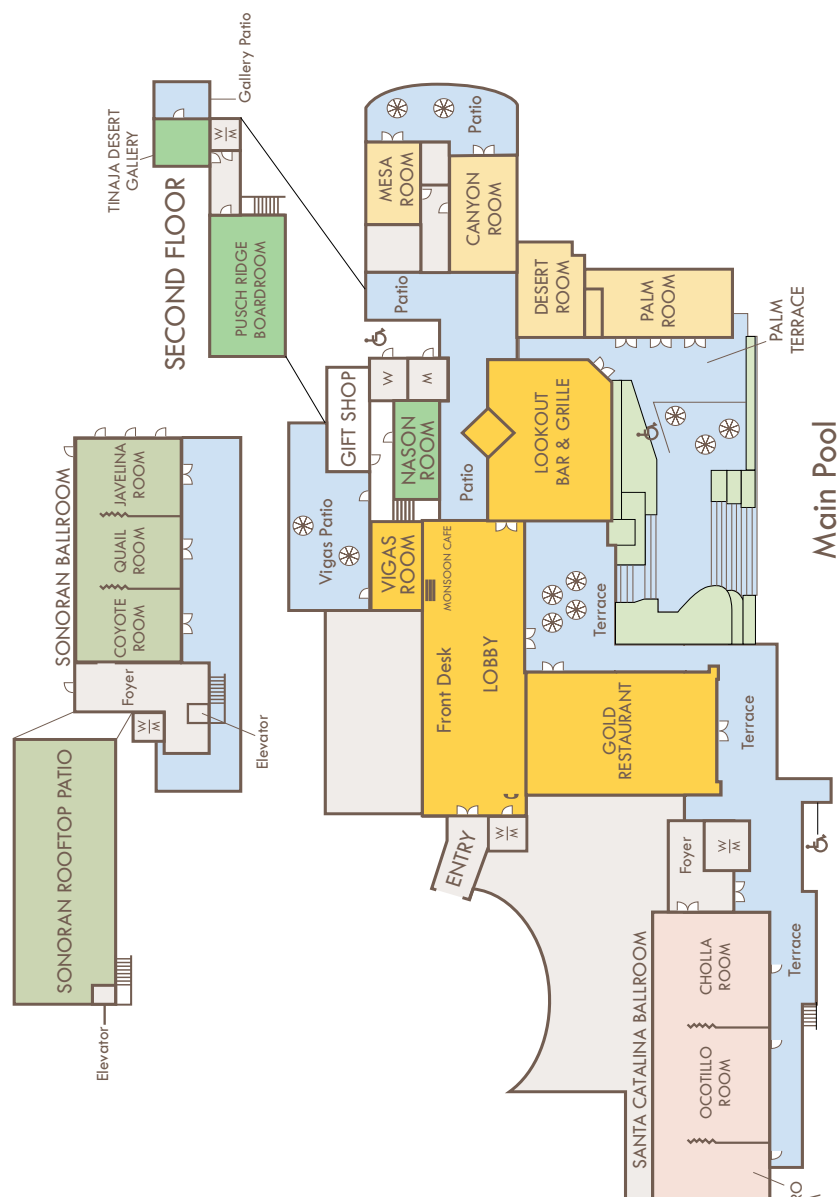 Gallery Patio
TINAJA DESERT
GALLERY
W
M
SECOND FLOOR
PUSCH RIDGE
BOARDROOM
Patio
MESA
ROOM
CANYON
ROOM
Patio
DESERT
ROOM
PALM
ROOM
PALM
TERRACE
GIFT SHOP
W
M
NASON
ROOM
Patio
LOOKOUT
BAR & GRILLE
Vigas Patio
VIGAS
ROOM
MONSOON CAFE
Front Desk
LOBBY
Terrace
Main Pool
SONORAN BALLROOM
JAVELINA
ROOM
QUAIL
ROOM
COYOTE
ROOM
Foyer
W
M
Elevator
SONORAN ROOFTOP PATIO
Elevator
GOLD
RESTAURANT
Terrace
ENTRY
W
M
Foyer
W
M
SANTA CATALINA BALLROOM
CHOLLA
ROOM
Terrace
OCOTILLO
ROOM
RO